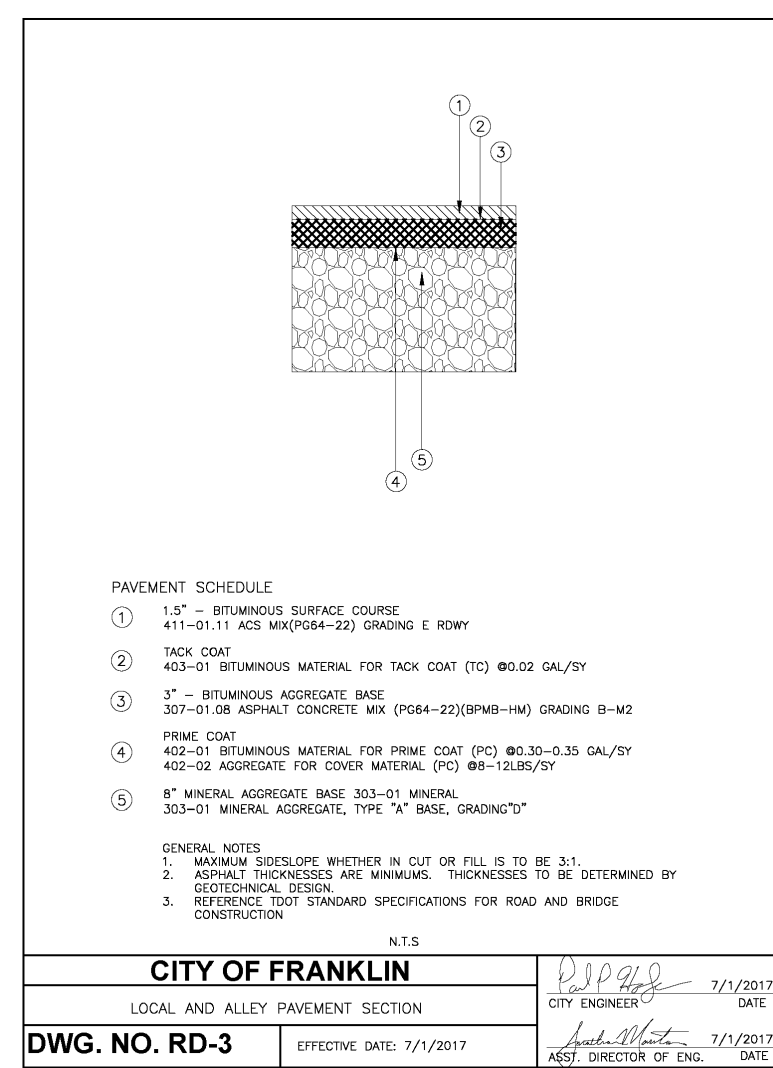 1
2
3
5
4
PAVEMENT SCHEDULE
1 1.5" – BITUMINOUS SURFACE COURSE
411–01.11 ACS MIX(PG64–22) GRADING E RDWY
2 TACK COAT
403–01 BITUMINOUS MATERIAL FOR TACK COAT (TC) @0.02 GAL/SY
3 3" – BITUMINOUS AGGREGATE BASE
307–01.08 ASPHALT CONCRETE MIX (PG64–22)(BPMB–HM) GRADING B–M2
PRIME COAT
4 402–01 BITUMINOUS MATERIAL FOR PRIME COAT (PC) @0.30–0.35 GAL/SY
402–02 AGGREGATE FOR COVER MATERIAL (PC) @8–12LBS/SY
5 8" MINERAL AGGREGATE BASE 303–01 MINERAL
303–01 MINERAL AGGREGATE, TYPE "A" BASE, GRADING"D"
GENERAL NOTES
1. MAXIMUM SIDESLOPE WHETHER IN CUT OR FILL IS TO BE 3:1.
2. ASPHALT THICKNESSES ARE MINIMUMS. THICKNESSES TO BE DETERMINED BY
GEOTECHNICAL DESIGN.
3. REFERENCE TDOT STANDARD SPECIFICATIONS FOR ROAD AND BRIDGE
CONSTRUCTION
N.T.S
CITY OF FRANKLIN
LOCAL AND ALLEY PAVEMENT SECTION
DWG. NO. RD-3
EFFECTIVE DATE: 7/1/2017
Paul P 7/1/2017
CITY ENGINEER DATE
7/1/2017
ASST. DIRECTOR OF ENG. DATE